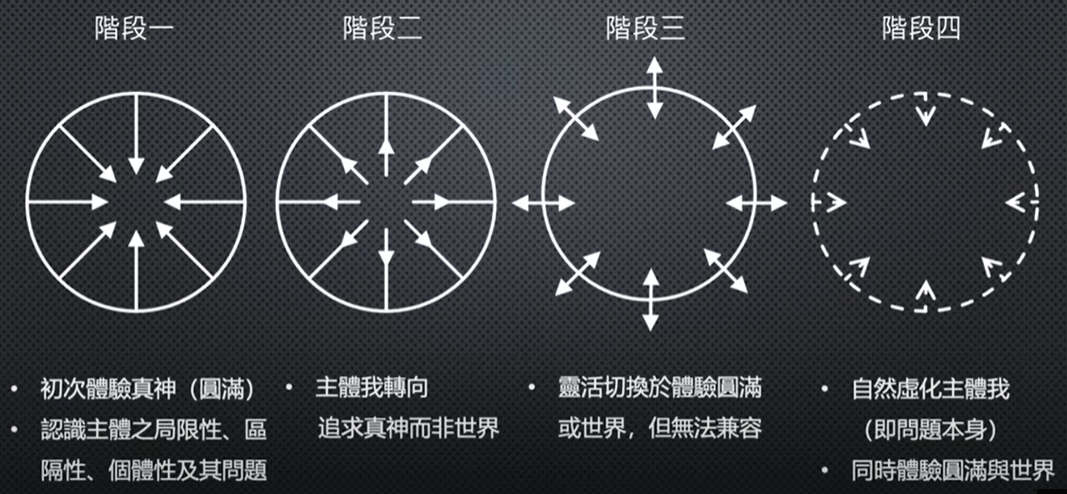 階段一
階段二
階段三
階段四
• 初次體驗真神（圓滿）
• 認識主體之局限性、區
隔性、個體性及其問題
• 主體我轉向
追求真神而非世界
• 靈活切換於體驗圓滿
或世界，但無法兼容
• 自然虛化主體我
（即問題本身）
• 同時體驗圓滿與世界